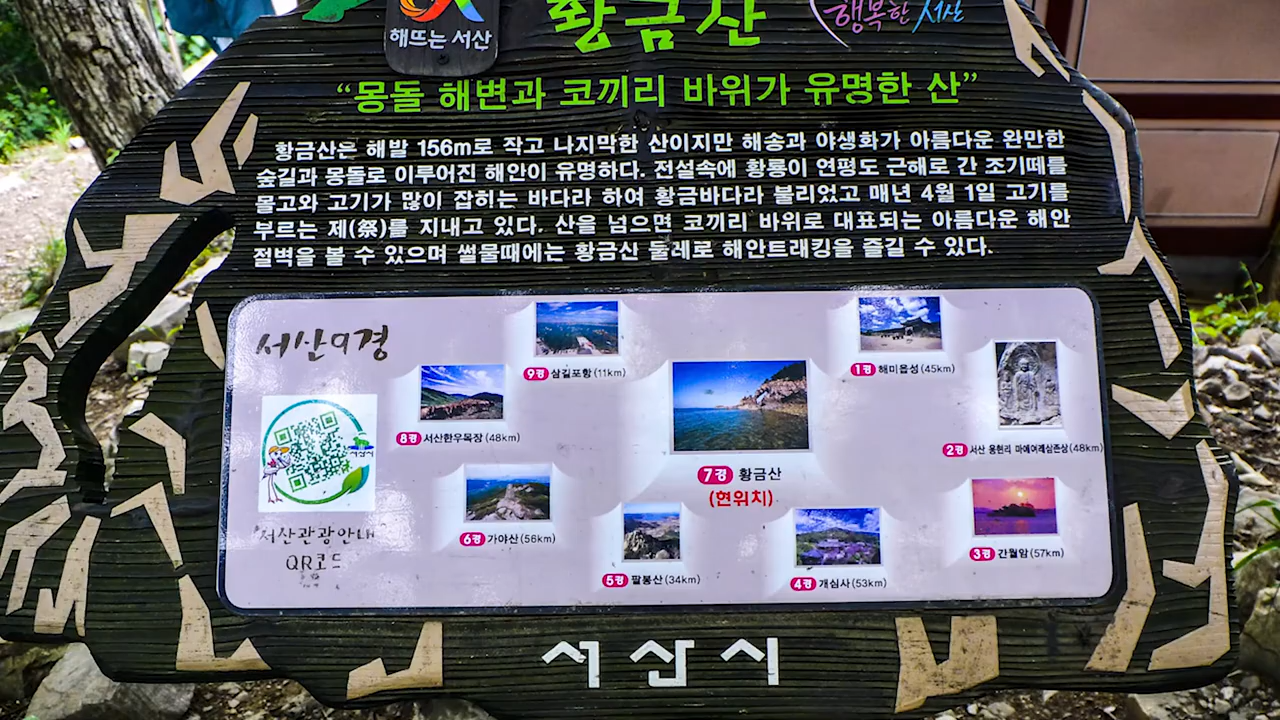 해뜨는 서산
황금산
행복한 서산
“몽돌 해변과 코끼리 바위가 유명한 산”
황금산은 해발 156m로 작고 나지막한 산이지만 해송과 야생화가 아름다운 완만한
숲길과 몽돌로 이루어진 해안이 유명하다. 전설속에 황룡이 연평도 근해로 간 조기떼를
몰고와 고기가 많이 잡히는 바다라 하여 황금바다라 불리었고 매년 4월 1일 고기를
부르는 제(祭)를 지내고 있다. 산을 넘으면 코끼리 바위로 대표되는 아름다운 해안
절벽을 볼 수 있으며 썰물때에는 황금산 둘레로 해안트래킹을 즐길 수 있다.
서산9경
9경 삼길포항 (11km)
1경 해미읍성 (45km)
8경 서산한우목장 (48km)
2경 서산 용현리 마애여래삼존상 (48km)
7경 황금산
(현위치)
서산시
6경 가야산 (56km)
3경 간월암 (57km)
5경 팔봉산 (34km)
4경 개심사 (53km)
서산관광안내
QR코드
서산시